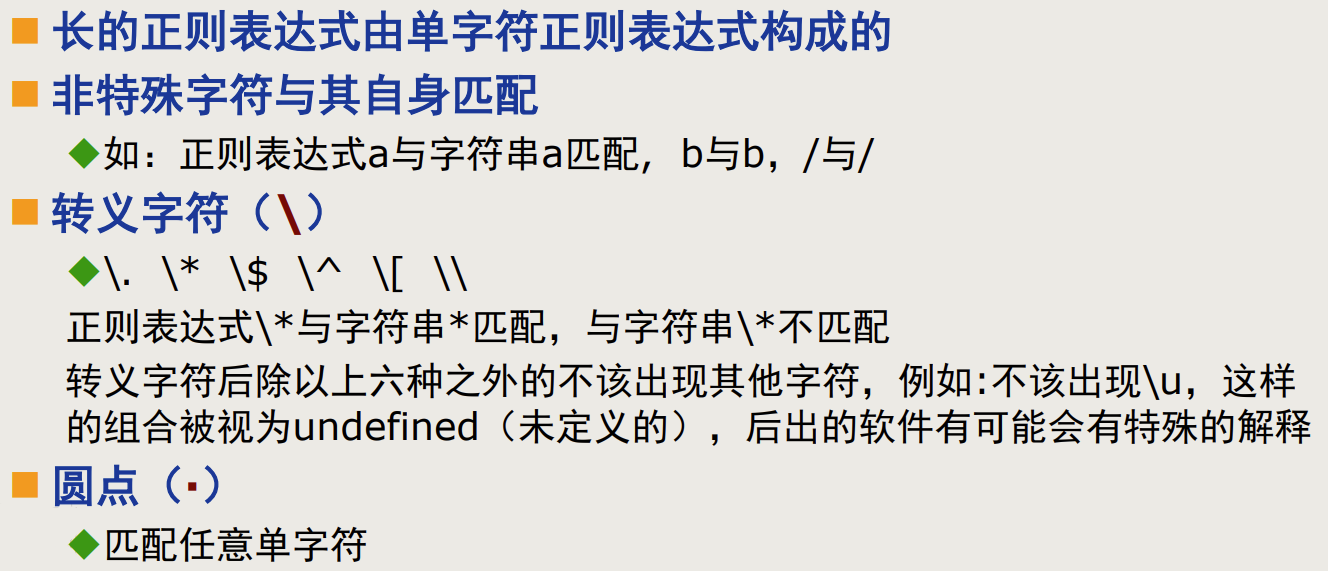 长的正则表达式由单字符正则表达式构成的
非特殊字符与其自身匹配
如：正则表达式a与字符串a匹配, b与b, /与/
转义字符（\）
\. \* \$ \^ \[ \\
正则表达式\*与字符串*匹配，与字符串\*不匹配
转义字符后除以上六种之外的不该出现其他字符，例如:不该出现\u，这样
的组合被视为undefined（未定义的），后出的软件有可能会有特殊的解释
圆点（.）
匹配任意单字符